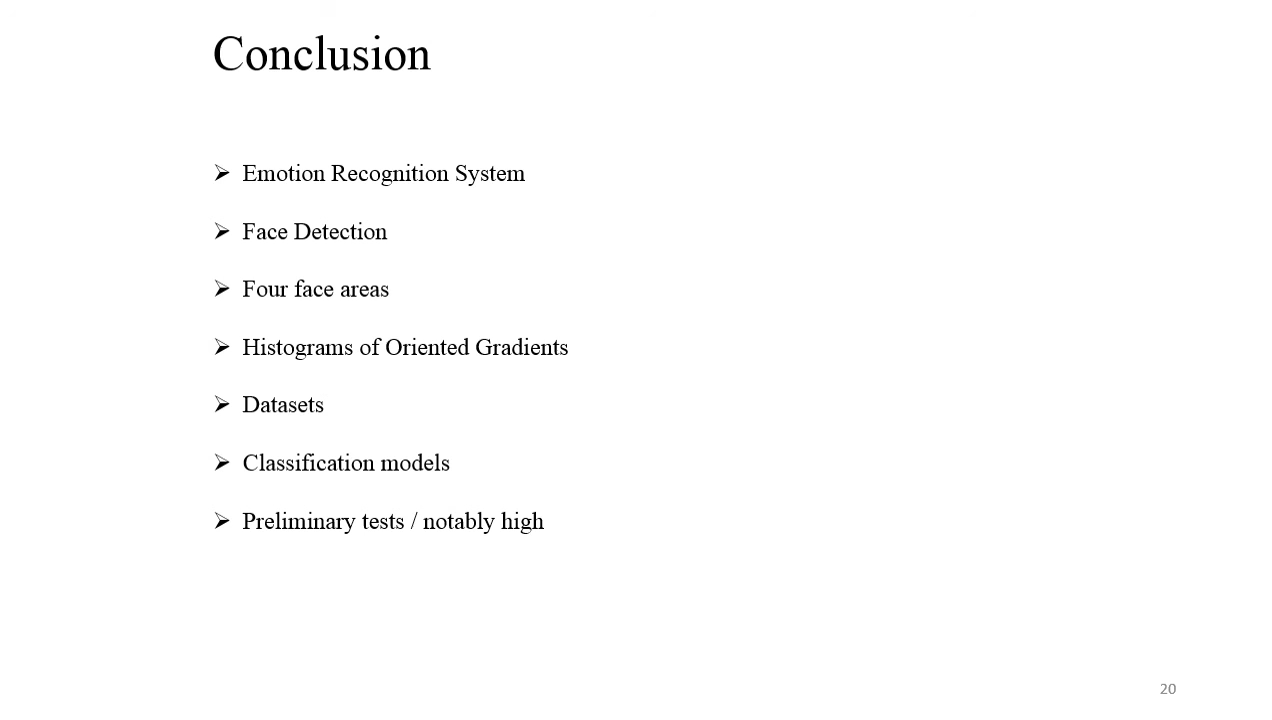 Conclusion
➢ Emotion Recognition System
➢ Face Detection
➢ Four face areas
➢ Histograms of Oriented Gradients
➢ Datasets
➢ Classification models
➢ Preliminary tests / notably high
20